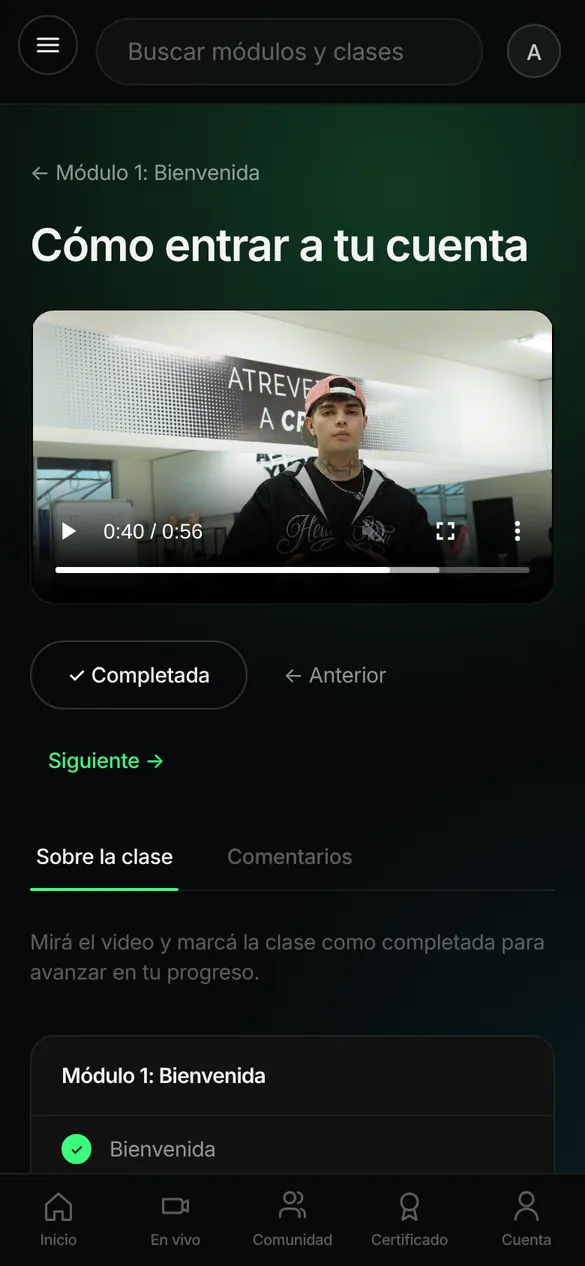 Buscar módulos y clases
A
← Módulo 1: Bienvenida
Cómo entrar a tu cuenta
ATREVE
A CR
0:40 / 0:56
✓ Completada
← Anterior
Siguiente →
Sobre la clase
Comentarios
Mirá el video y marcá la clase como completada para
avanzar en tu progreso.
Módulo 1: Bienvenida
Bienvenida
Inicio
En vivo
Comunidad
Certificado
Cuenta